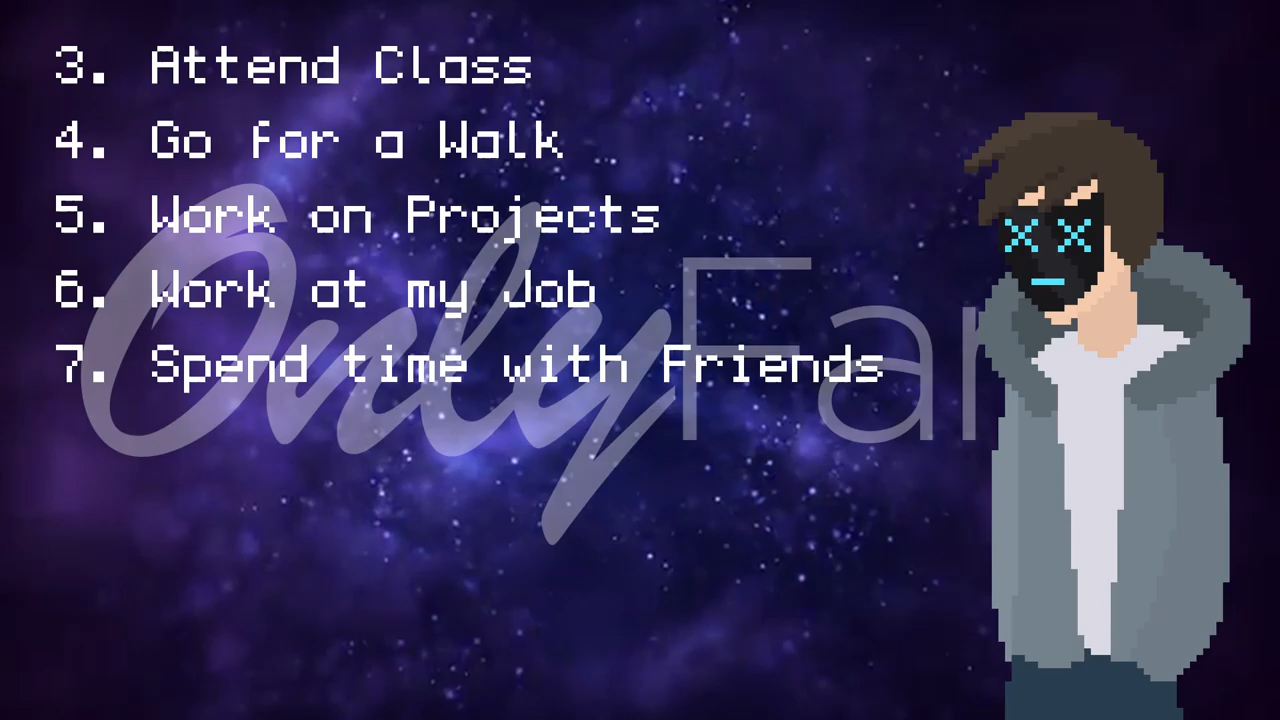 3. Attend Class
4. Go for a Walk
5. Work on Projects
6. Work at my Job
7. Spend time with Friends